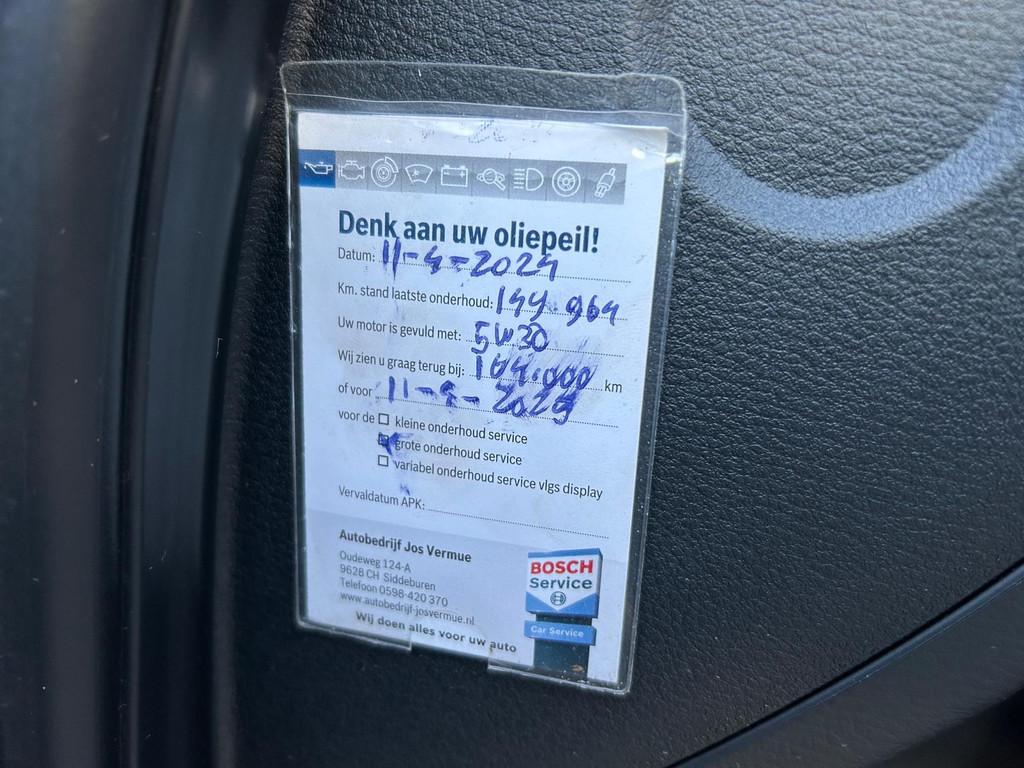 Denk aan uw oliepeil!
Datum: 11-4-2024
Km. stand laatste onderhoud: 144.964
Uw motor is gevuld met: 5W30
Wij zien u graag terug bij: km
of voor 11-4-2025
voor de kleine onderhoud service
grote onderhoud service
variabel onderhoud service vlgs display
Vervaldatum APK:
Autobedrijf Jos Vermue
Oudeweg 124-A
9628 CH Siddeburen
Telefoon 0598-420 370
www.autobedrijf-josvermue.nl
Wij doen alles voor uw auto
BOSCH
Service
Car Service